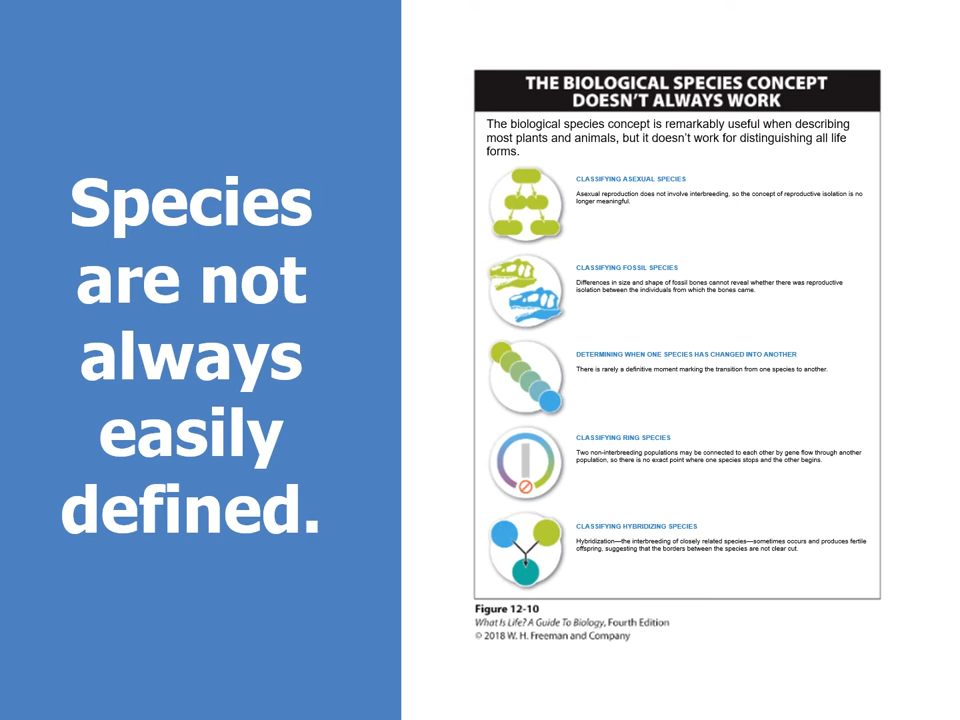 Species
are not
always
easily
defined.
THE BIOLOGICAL SPECIES CONCEPT
DOESN'T ALWAYS WORK
The biological species concept is remarkably useful when describing
most plants and animals, but it doesn't work for distinguishing all life
forms.
CLASSIFYING ASEXUAL SPECIES
Asexual reproduction does not involve interbreeding, so the concept of reproductive isolation is no
longer meaningful.
CLASSIFYING FOSSIL SPECIES
Differences in size and shape of fossil bones cannot reveal whether there was reproductive
isolation between the individuals from which the bones came.
DETERMINING WHEN ONE SPECIES HAS CHANGED INTO ANOTHER
There is rarely a definitive moment marking the transition from one species to another.
CLASSIFYING RING SPECIES
Two non-interbreeding populations may be connected to each other by gene flow through another
population, so there is no exact point where one species stops and the other begins.
CLASSIFYING HYBRIDIZING SPECIES
Hybridization—the interbreeding of closely related species—sometimes occurs and produces fertile
offspring, suggesting that the borders between the species are not clear cut.
Figure 12-10
What Is Life? A Guide To Biology, Fourth Edition
© 2018 W. H. Freeman and Company